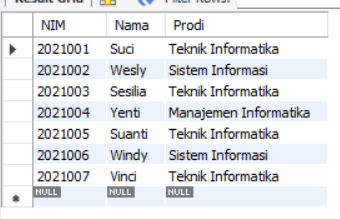 Result Grid Filter Rows:
NIM Nama Prodi
2021001 Suci Teknik Informatika
2021002 Wesly Sistem Informasi
2021003 Sesilia Teknik Informatika
2021004 Yenti Manajemen Informatika
2021005 Suanti Teknik Informatika
2021006 Windy Sistem Informasi
2021007 Vinci Teknik Informatika
NULL NULL NULL